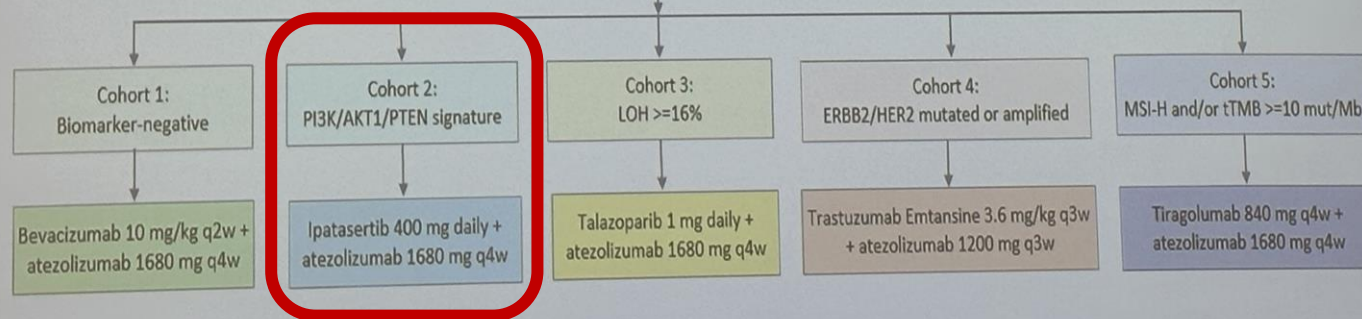 Cohort 1:
Biomarker-negative
Cohort 2:
PI3K/AKT1/PTEN signature
Cohort 3:
LOH >=16%
Cohort 4:
ERBB2/HER2 mutated or amplified
Cohort 5:
MSI-H and/or tTMB >=10 mut/Mb
Bevacizumab 10 mg/kg q2w +
atezolizumab 1680 mg q4w
Ipatasertib 400 mg daily +
atezolizumab 1680 mg q4w
Talazoparib 1 mg daily +
atezolizumab 1680 mg q4w
Trastuzumab Emtansine 3.6 mg/kg q3w
+ atezolizumab 1200 mg q3w
Tiragolumab 840 mg q4w +
atezolizumab 1680 mg q4w